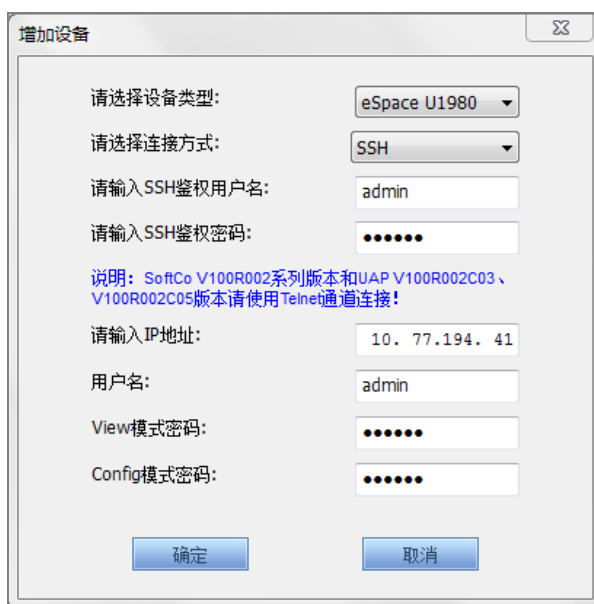 增加设备
请选择设备类型: eSpace U1980
请选择连接方式: SSH
请输入SSH鉴权用户名: admin
请输入SSH鉴权密码: ●●●●●●
说明：SoftCo V100R002系列版本和UAP V100R002C03、
V100R002C05版本请使用Telnet通道连接！
请输入IP地址: 10. 77.194. 41
用户名: admin
View模式密码: ●●●●●●
Config模式密码: ●●●●●●
确定 取消